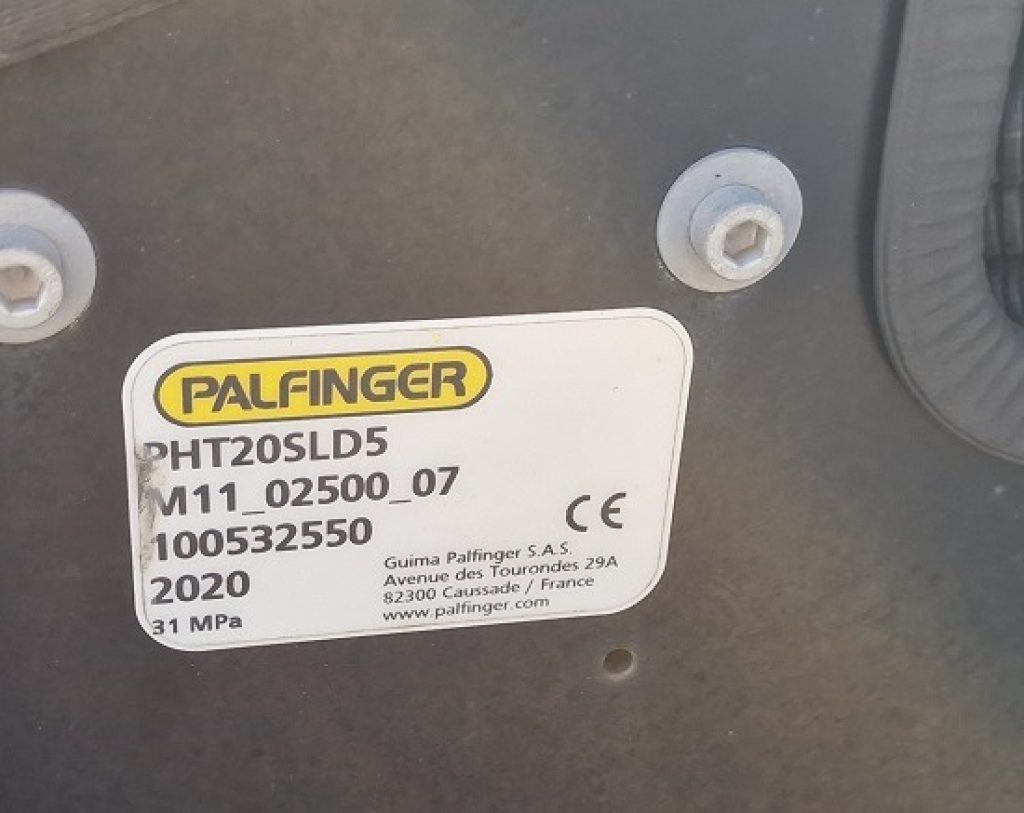 PALFINGER
PHT20SLD5
M11_02500_07
100532550
2020
31 MPa
CE
Guima Palfinger S.A.S.
Avenue des Tourondes 29A
82300 Caussade / France
www.palfinger.com